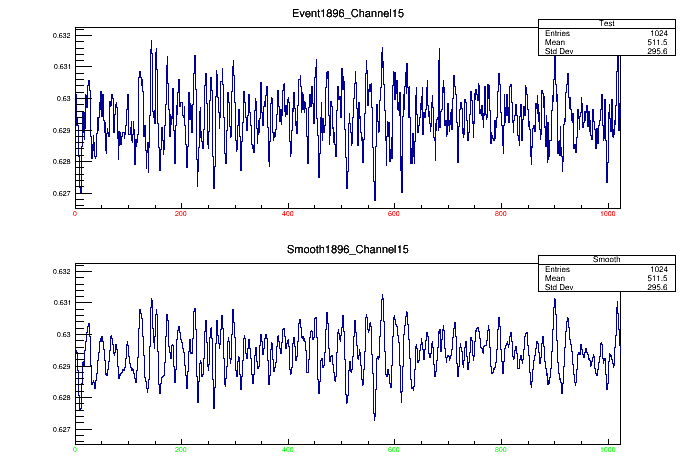 Event1896_Channel15
Test
Entries 1024
Mean 511.5
Std Dev 295.6
0.632
0.631
0.63
0.629
0.628
0.627
0 200 400 600 800 1000
Smooth1896_Channel15
Smooth
Entries 1024
Mean 511.5
Std Dev 295.6
0.632
0.631
0.63
0.629
0.628
0.627
0 200 400 600 800 1000